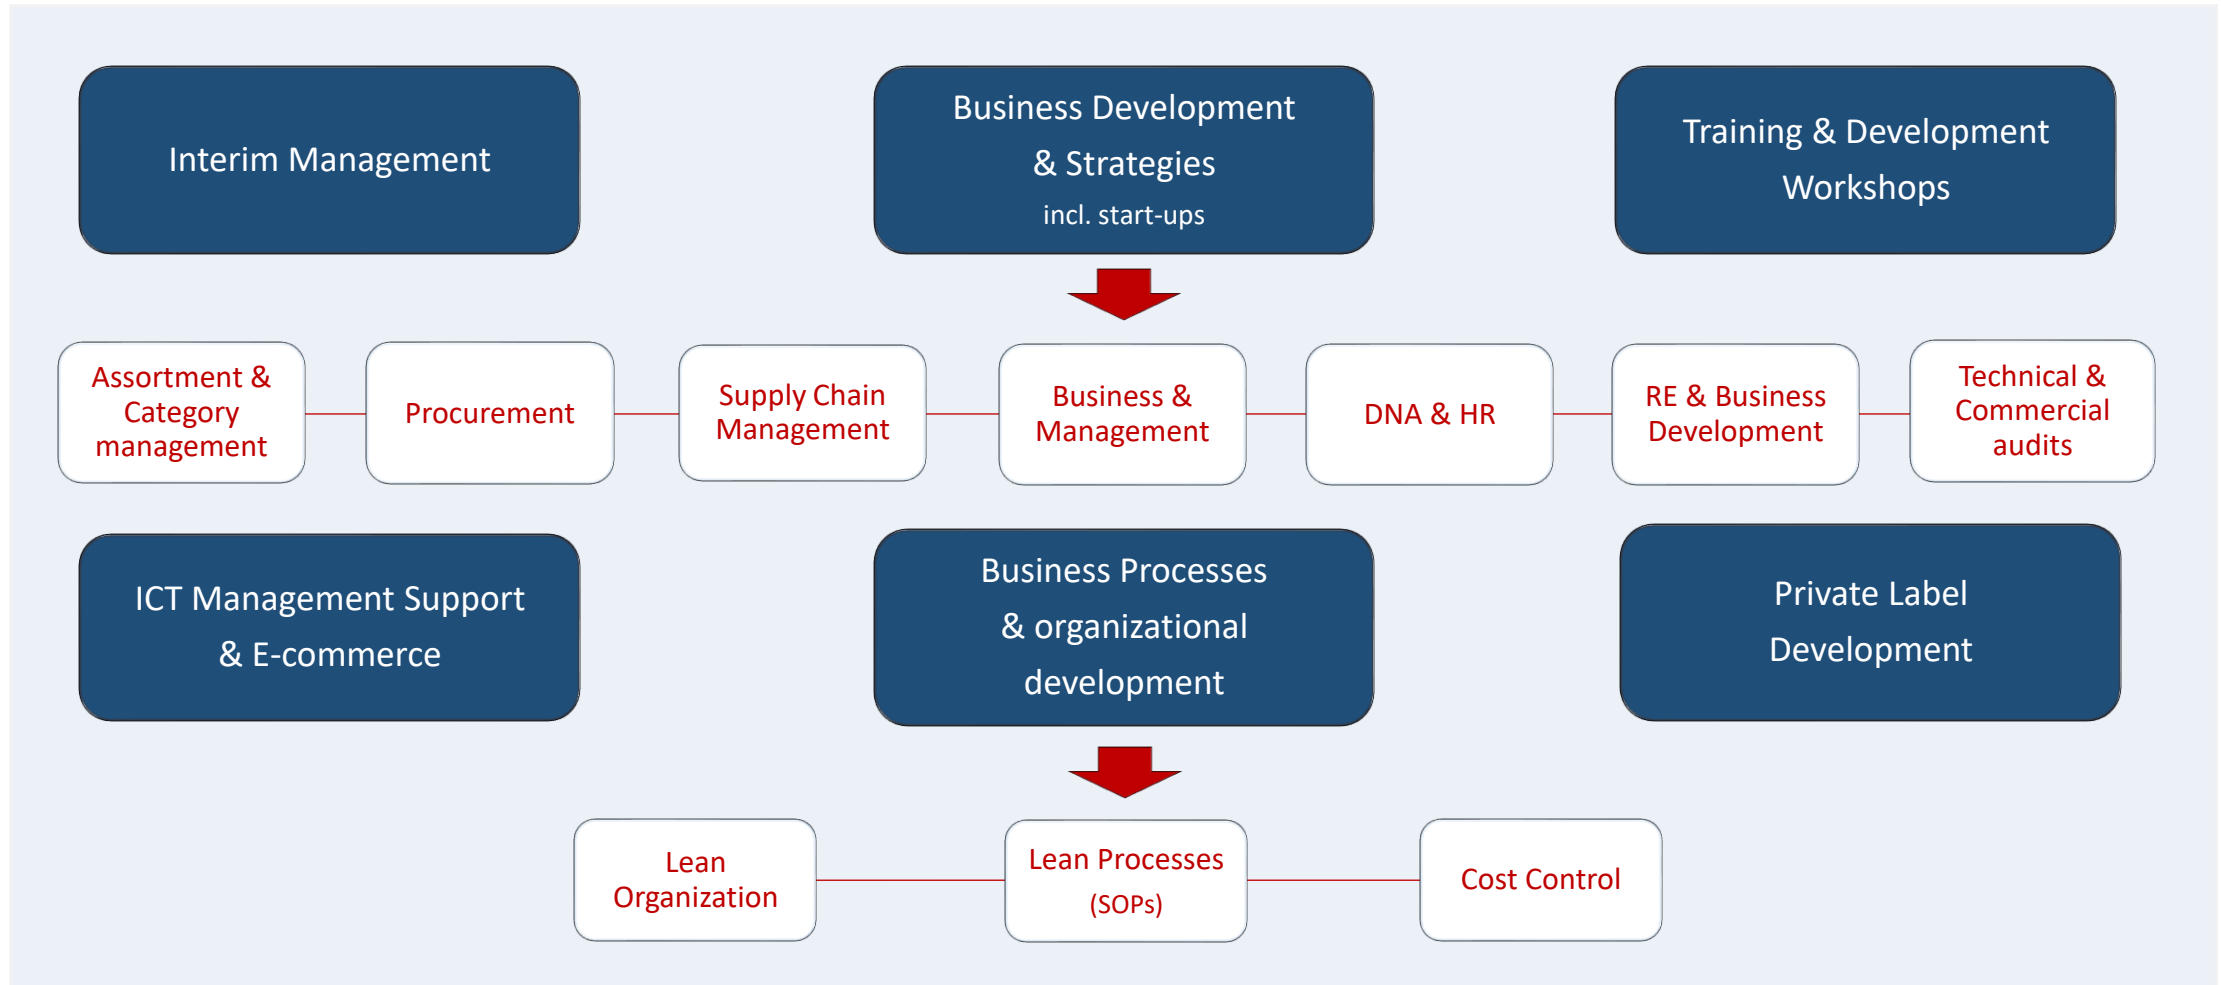 Interim Management
Business Development
& Strategies
incl. start-ups
Training & Development
Workshops
Assortment &
Category
management
Procurement
Supply Chain
Management
Business &
Management
DNA & HR
RE & Business
Development
Technical &
Commercial
audits
ICT Management Support
& E-commerce
Business Processes
& organizational
development
Private Label
Development
Lean
Organization
Lean Processes
(SOPs)
Cost Control